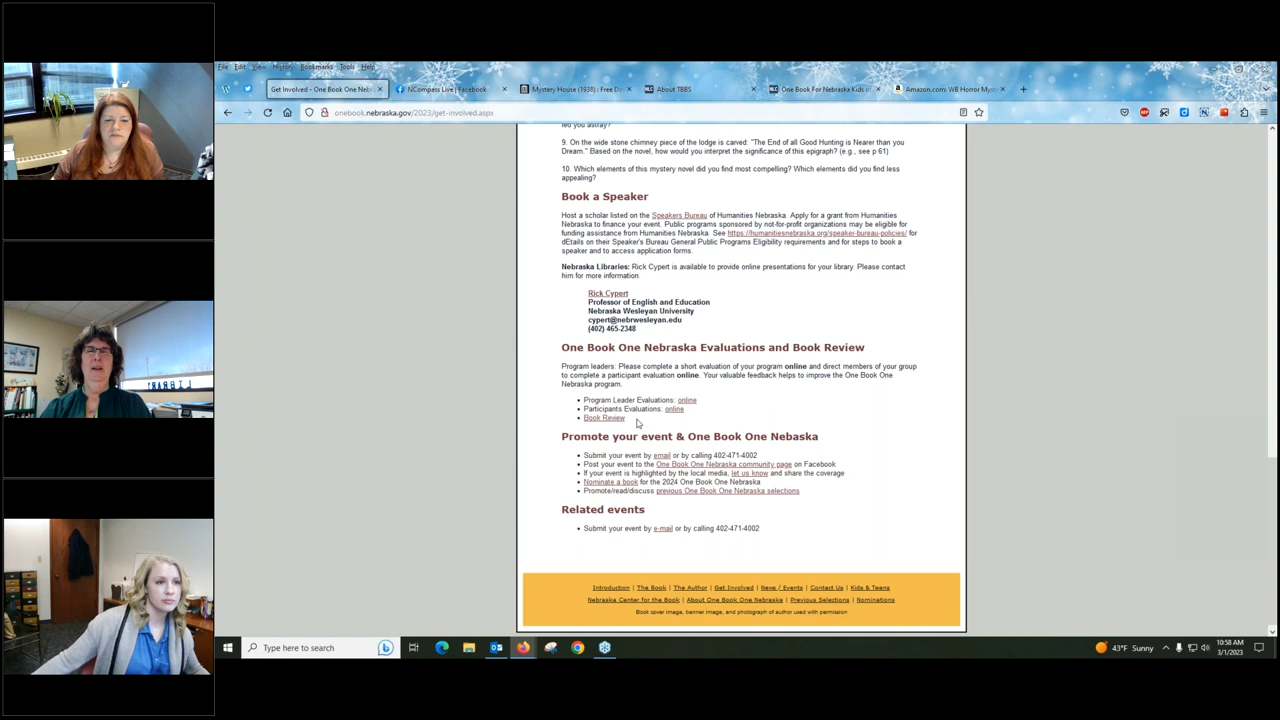 File Edit View History Bookmarks Tools Help
Get Involved - One Book One Neb
NCompass Live | Facebook
Mystery House (1938) : Free Do
About TBBS
One Book For Nebraska Kids
Amazon.com: WB Horror Myst
onebook.nebraska.gov/2023/get-involved.aspx
led you astray?
9. On the wide stone chimney piece of the lodge is carved. "The End of all Good Hunting is Nearer than you
Dream." Based on the novel, how would you interpret the significance of this epigraph? (e.g., see p 61)
10. Which elements of this mystery novel did you find most compelling? Which elements did you find less
appealing?
Book a Speaker
Host a scholar listed on the Speakers Bureau of Humanities Nebraska. Apply for a grant from Humanities
Nebraska to finance your event. Public programs sponsored by not-for-profit organizations may be eligible for
funding assistance from Humanities Nebraska. See https://humanitiesnebraska.org/speaker-bureau-policies/ for
dEtails on their Speaker's Bureau General Public Programs Eligibility requirements and for steps to book a
speaker and to access application forms.
Nebraska Libraries: Rick Cypert is available to provide online presentations for your library. Please contact
him for more information.
Rick Cypert
Professor of English and Education
Nebraska Wesleyan University
cypert@nebrwesleyan.edu
(402) 465-2348
One Book One Nebraska Evaluations and Book Review
Program leaders: Please complete a short evaluation of your program online and direct members of your group
to complete a participant evaluation online. Your valuable feedback helps to improve the One Book One
Nebraska program.
• Program Leader Evaluations: online
• Participants Evaluations: online
• Book Review
Promote your event & One Book One Nebaska
• Submit your event by email or by calling 402-471-4002
• Post your event to the One Book One Nebraska community page on Facebook
• If your event is highlighted by the local media, let us know and share the coverage
• Nominate a book for the 2024 One Book One Nebraska
• Promote/read/discuss previous One Book One Nebraska selections
Related events
• Submit your event by e-mail or by calling 402-471-4002
Introduction | The Book | The Author | Get Involved | News / Events | Contact Us | Kids & Teens
Nebraska Center for the Book | About One Book One Nebraska | Previous Selections | Nominations
Book cover image, banner image, and photograph of author used with permission
Type here to search
43°F Sunny
10:58 AM
3/1/2023